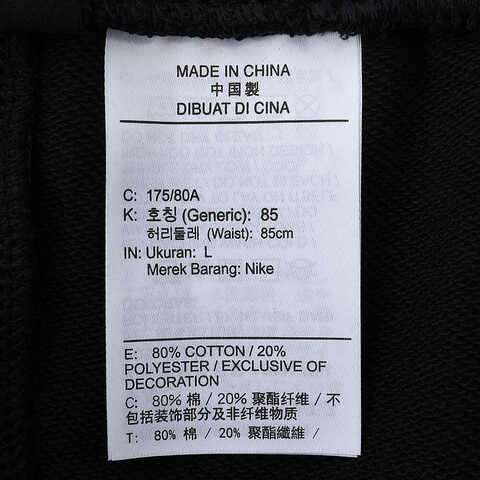 MADE IN CHINA
中国製
DIBUAT DI CINA
C: 175/80A
K: 호칭 (Generic): 85
허리둘레 (Waist): 85cm
IN: Ukuran: L
Merek Barang: Nike
E: 80% COTTON / 20%
POLYESTER / EXCLUSIVE OF
DECORATION
C: 80% 棉 / 20% 聚酯纤维 / 不
包括装饰部分及非纤维物质
T: 80% 棉 / 20% 聚酯纖維 /